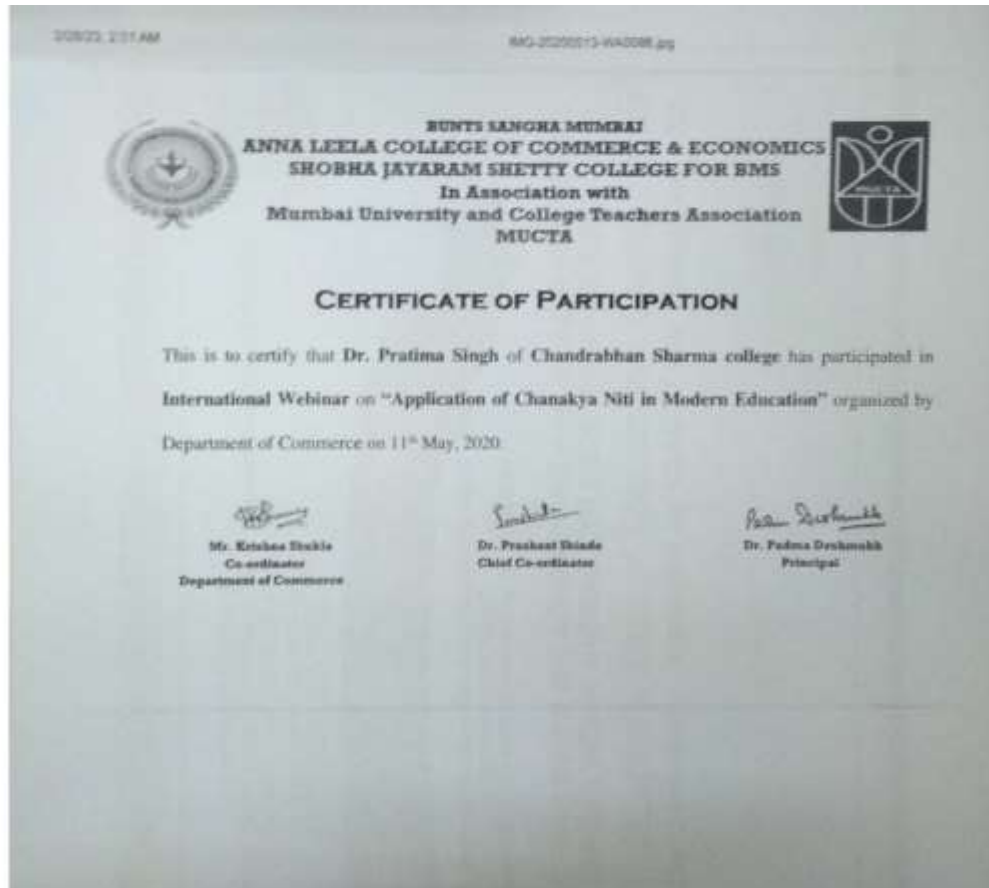 2:01 AM
BUNTS SANGHA MUMBAI
ANNA LEELA COLLEGE OF COMMERCE & ECONOMICS
SHOBHA JAYARAM SHETTY COLLEGE FOR BMS
In Association with
Mumbai University and College Teachers Association
MUCTA
MUCTA
CERTIFICATE OF PARTICIPATION
This is to certify that Dr. Pratima Singh of Chandrabhan Sharma college has participated in
International Webinar on “Application of Chanakya Niti in Modern Education” organized by
Department of Commerce on 11th May, 2020.
Mr. Krishna Shukla
Co-ordinator
Department of Commerce
Dr. Prashant Shinde
Chief Co-ordinator
Dr. Padma Deshmukh
Principal